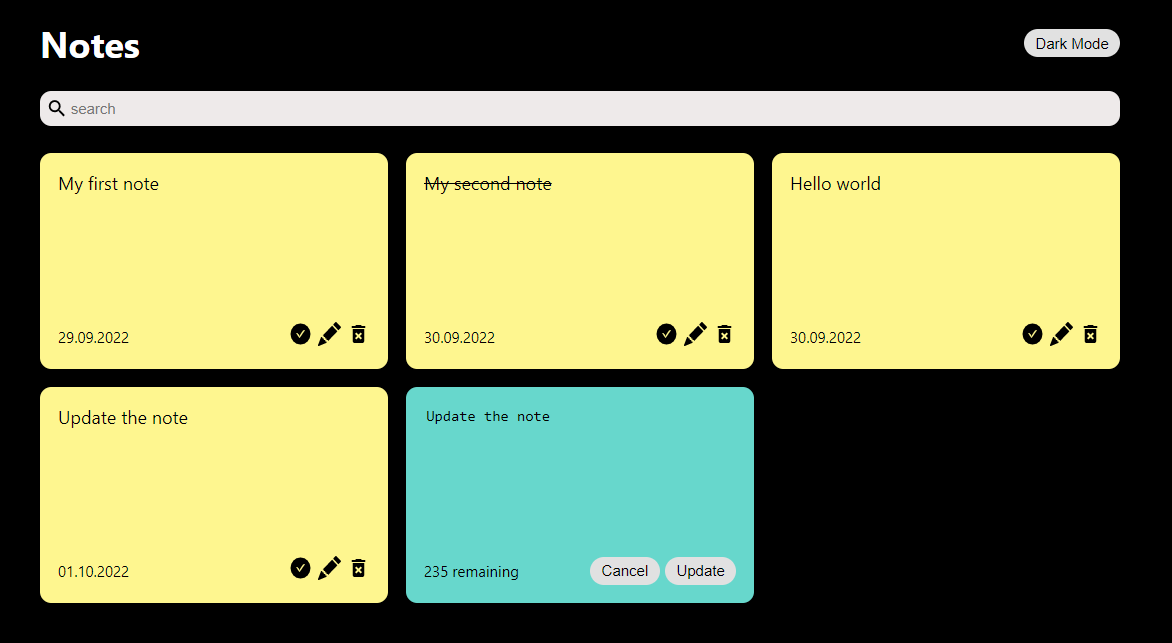 Notes
Dark Mode
search
My first note
My second note
Hello world
29.09.2022
30.09.2022
30.09.2022
Update the note
Update the note
01.10.2022
235 remaining
Cancel
Update